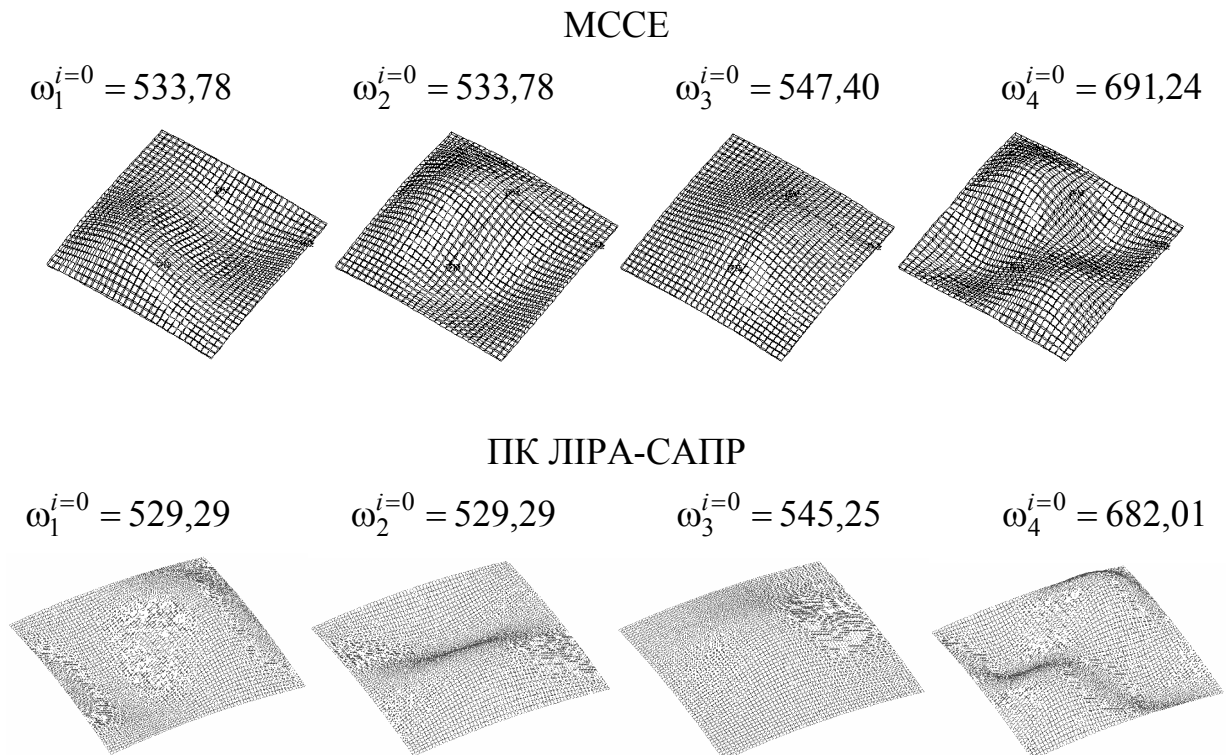 МССЕ
ω₁ⁱ⁼⁰ = 533,78 ω₂ⁱ⁼⁰ = 533,78 ω₃ⁱ⁼⁰ = 547,40 ω₄ⁱ⁼⁰ = 691,24
ПК ЛІРА-САПР
ω₁ⁱ⁼⁰ = 529,29 ω₂ⁱ⁼⁰ = 529,29 ω₃ⁱ⁼⁰ = 545,25 ω₄ⁱ⁼⁰ = 682,01